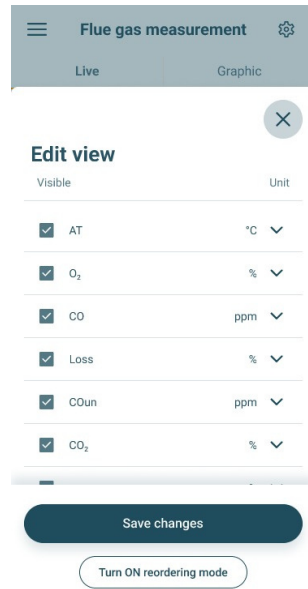 Flue gas measurement
Live Graphic
Edit view
Visible Unit
AT °C
O₂ %
CO ppm
Loss %
COun ppm
CO₂ %
Save changes
Turn ON reordering mode